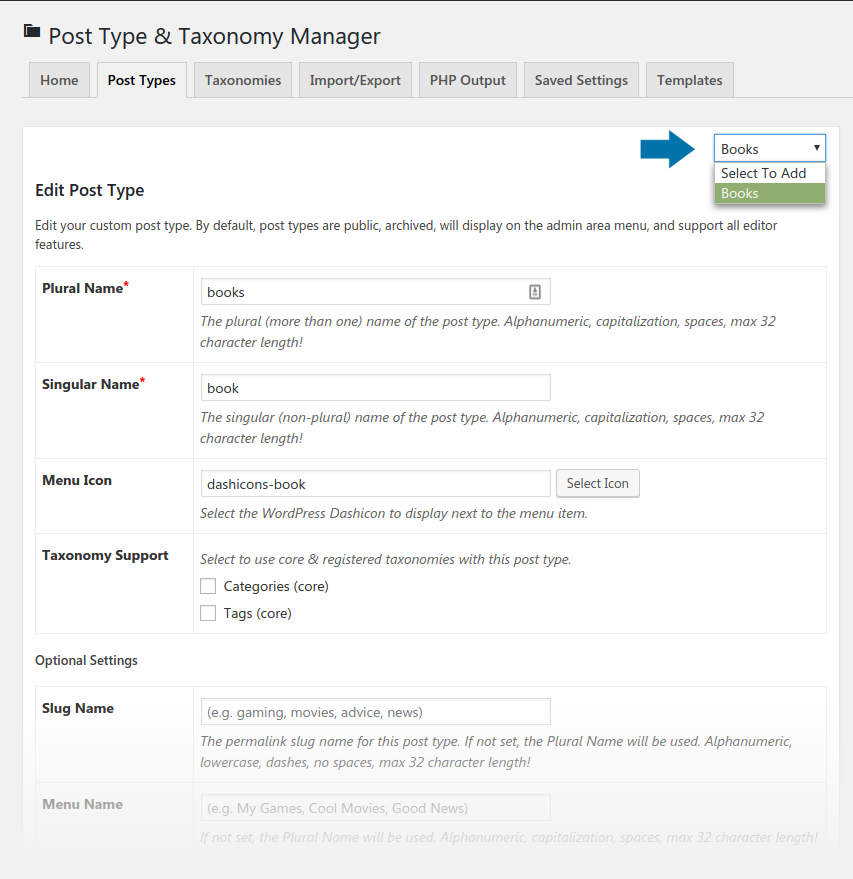 Post Type & Taxonomy Manager
Home
Post Types
Taxonomies
Import/Export
PHP Output
Saved Settings
Templates
Books
Select To Add
Books
Edit Post Type
Edit your custom post type. By default, post types are public, archived, will display on the admin area menu, and support all editor
features.
Plural Name*
books
The plural (more than one) name of the post type. Alphanumeric, capitalization, spaces, max 32
character length!
Singular Name*
book
The singular (non-plural) name of the post type. Alphanumeric, capitalization, spaces, max 32
character length!
Menu Icon
dashicons-book
Select Icon
Select the WordPress Dashicon to display next to the menu item.
Taxonomy Support
Select to use core & registered taxonomies with this post type.
Categories (core)
Tags (core)
Optional Settings
Slug Name
(e.g. gaming, movies, advice, news)
The permalink slug name for this post type. If not set, the Plural Name will be used. Alphanumeric,
lowercase, dashes, no spaces, max 32 character length!
Menu Name
(e.g. My Games, Cool Movies, Good News)
If not set, the Plural Name will be used. Alphanumeric, capitalization, spaces, max 32 character length!